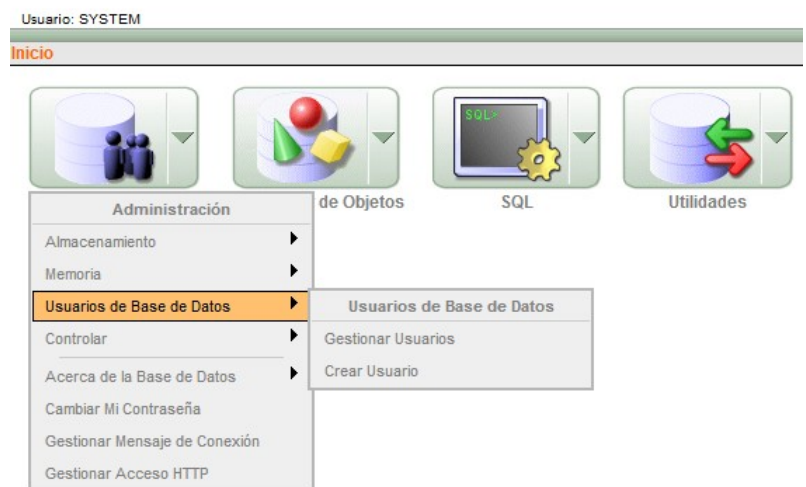 Usuario: SYSTEM
Inicio
SQL>
de Objetos
SQL
Utilidades
Administración
Almacenamiento
Memoria
Usuarios de Base de Datos
Controlar
Acerca de la Base de Datos
Cambiar Mi Contraseña
Gestionar Mensaje de Conexión
Gestionar Acceso HTTP
Usuarios de Base de Datos
Gestionar Usuarios
Crear Usuario